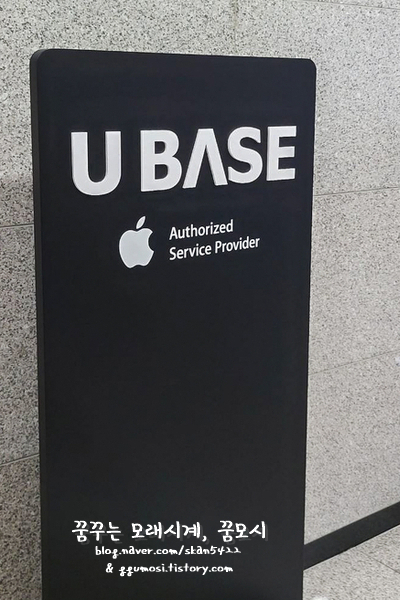 U BASE
Authorized
Service Provider
꿈꾸는 모래시계, 꿈모시
blog.naver.com/skan5422
& ggumosi.tistory.com